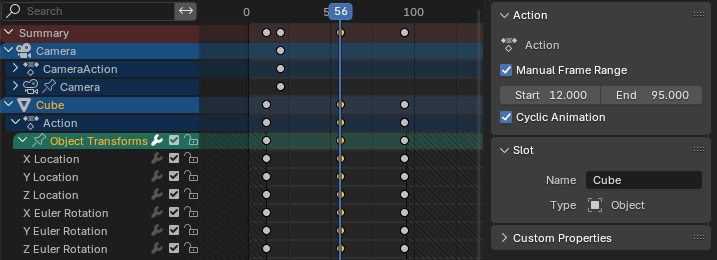 Search 0 5 56 100
Summary
Camera
CameraAction
Camera
Cube
Action
Object Transforms
X Location
Y Location
Z Location
X Euler Rotation
Y Euler Rotation
Z Euler Rotation
Action
Action
Manual Frame Range
Start 12.000 End 95.000
Cyclic Animation
Slot
Name Cube
Type Object
Custom Properties